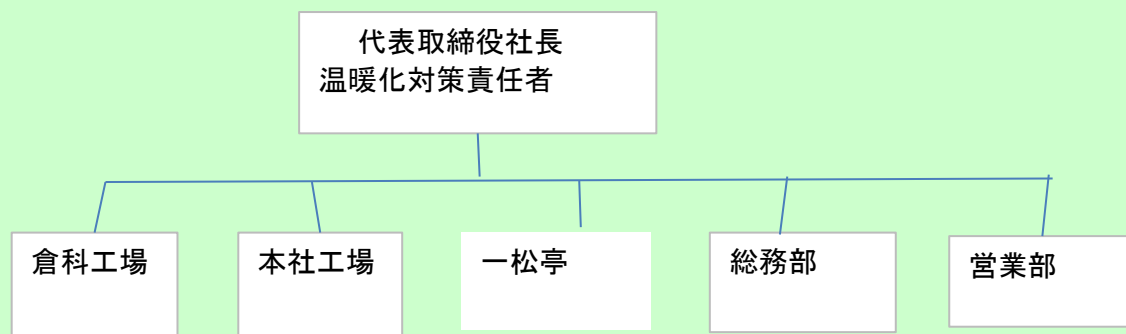 代表取締役社長
温暖化対策責任者
倉科工場
本社工場
一松亭
総務部
営業部